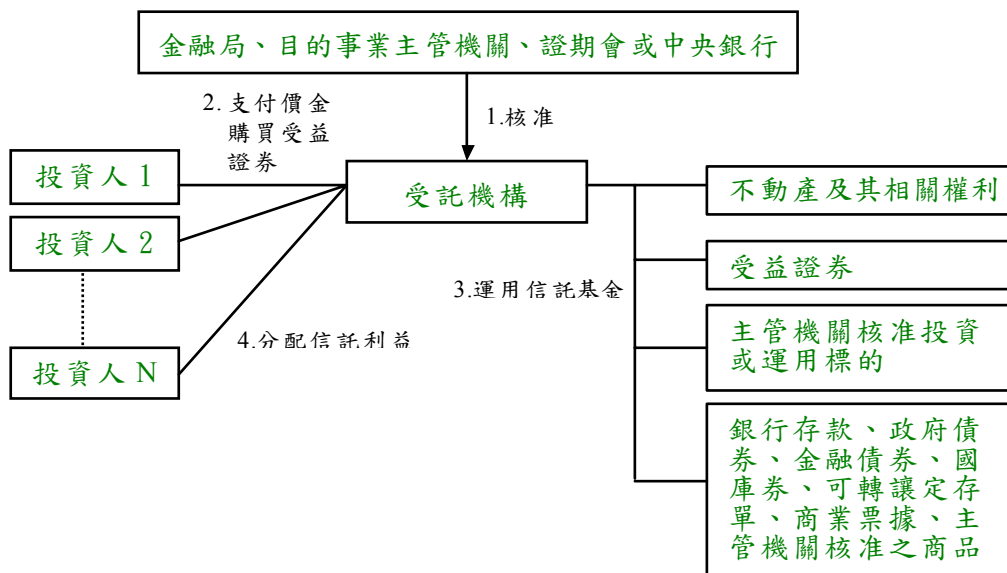 金融局、目的事業主管機關、證期會或中央銀行
2.支付價金
購買受益
證券
1.核准
投資人 1
受託機構
不動產及其相關權利
投資人 2
受益證券
3.運用信託基金
主管機關核准投資
或運用標的
4.分配信託利益
投資人 N
銀行存款、政府債
券、金融債券、國
庫券、可轉讓定存
單、商業票據、主
管機關核准之商品